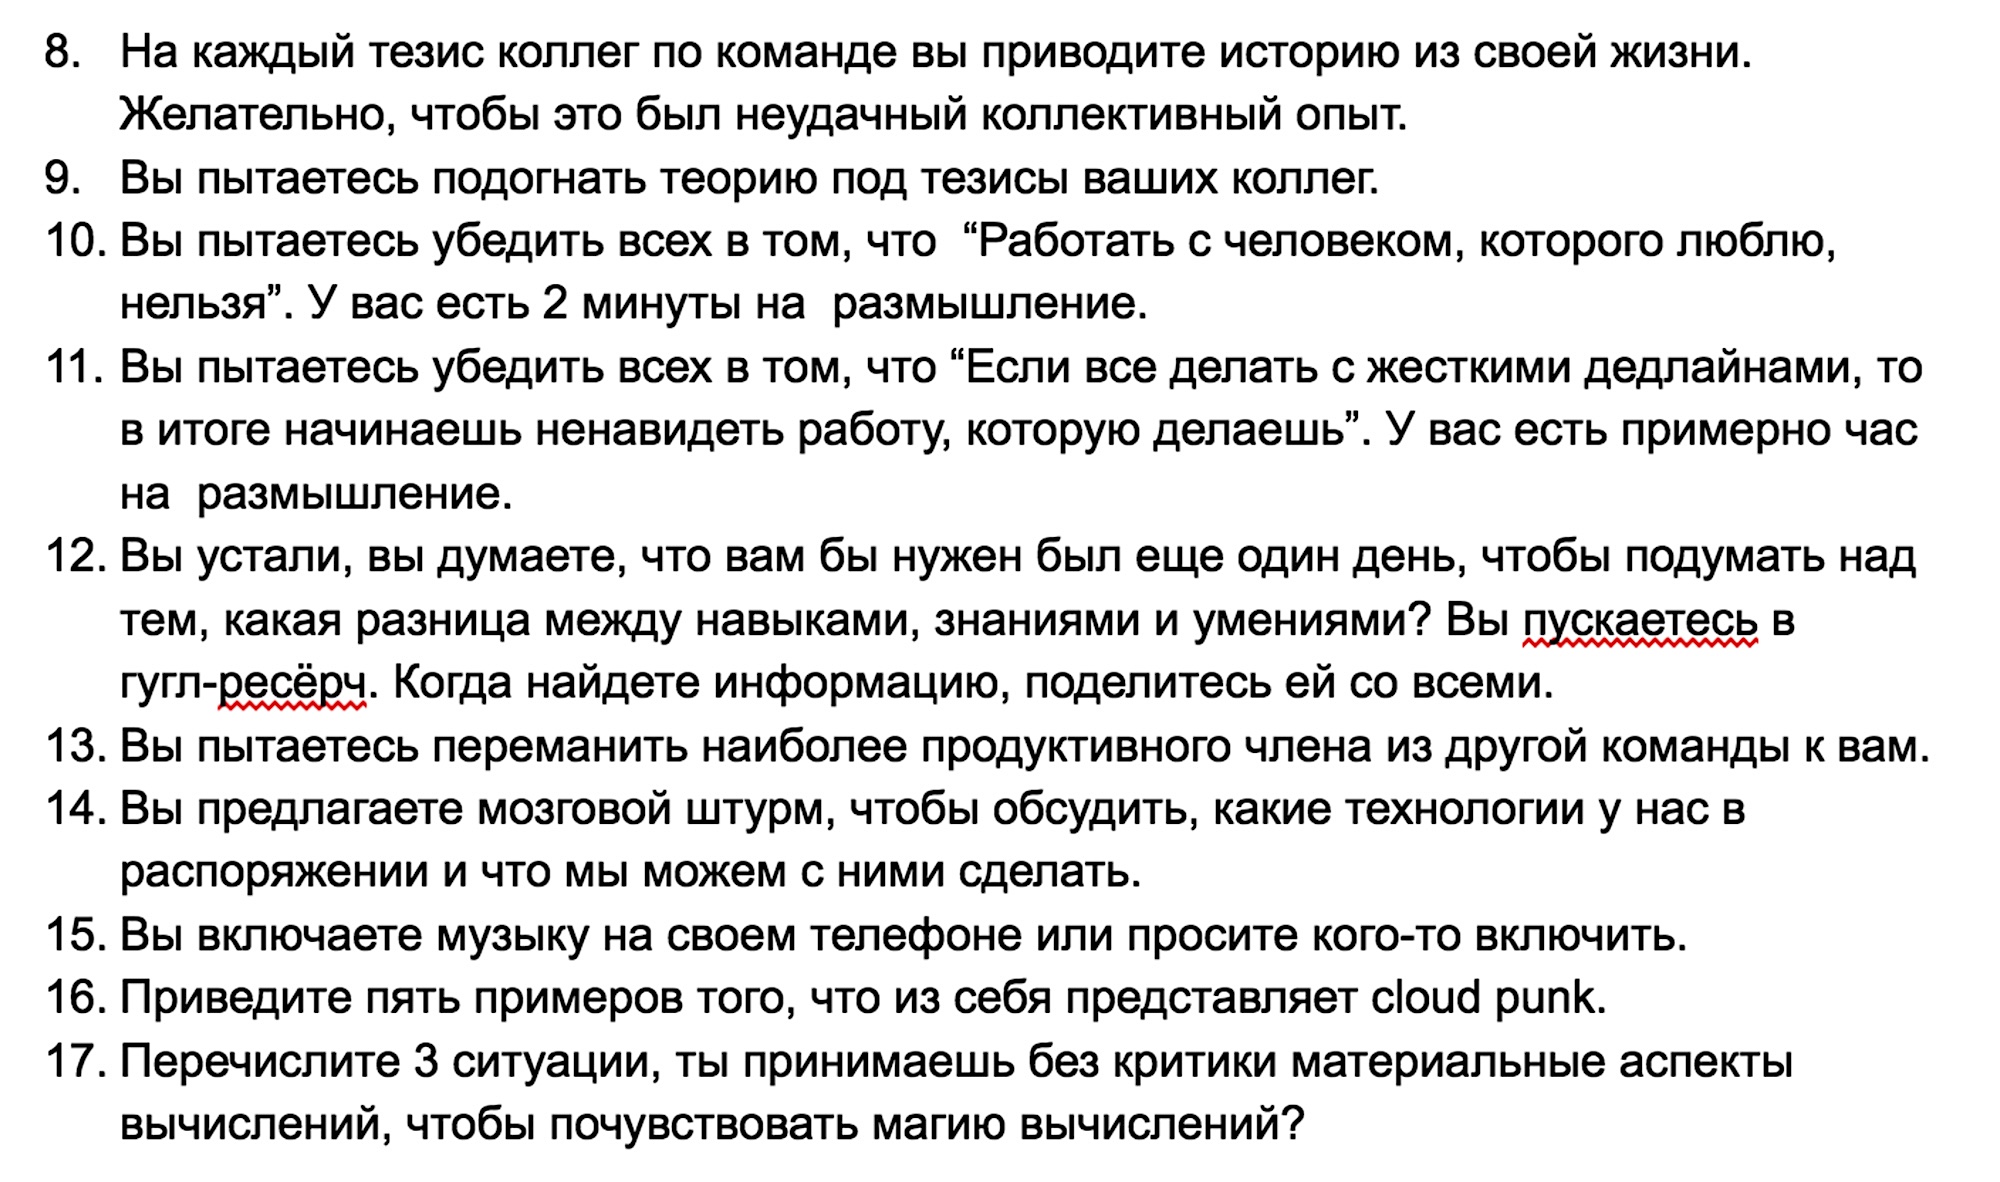 8. На каждый тезис коллег по команде вы приводите историю из своей жизни.
Желательно, чтобы это был неудачный коллективный опыт.
9. Вы пытаетесь подогнать теорию под тезисы ваших коллег.
10. Вы пытаетесь убедить всех в том, что  “Работать с человеком, которого люблю,
нельзя”. У вас есть 2 минуты на  размышление.
11. Вы пытаетесь убедить всех в том, что “Если все делать с жесткими дедлайнами, то
в итоге начинаешь ненавидеть работу, которую делаешь”. У вас есть примерно час
на  размышление.
12. Вы устали, вы думаете, что вам бы нужен был еще один день, чтобы подумать над
тем, какая разница между навыками, знаниями и умениями? Вы пускаетесь в
гугл-ресёрч. Когда найдете информацию, поделитесь ей со всеми.
13. Вы пытаетесь переманить наиболее продуктивного члена из другой команды к вам.
14. Вы предлагаете мозговой штурм, чтобы обсудить, какие технологии у нас в
распоряжении и что мы можем с ними сделать.
15. Вы включаете музыку на своем телефоне или просите кого-то включить.
16. Приведите пять примеров того, что из себя представляет cloud punk.
17. Перечислите 3 ситуации, ты принимаешь без критики материальные аспекты
вычислений, чтобы почувствовать магию вычислений?